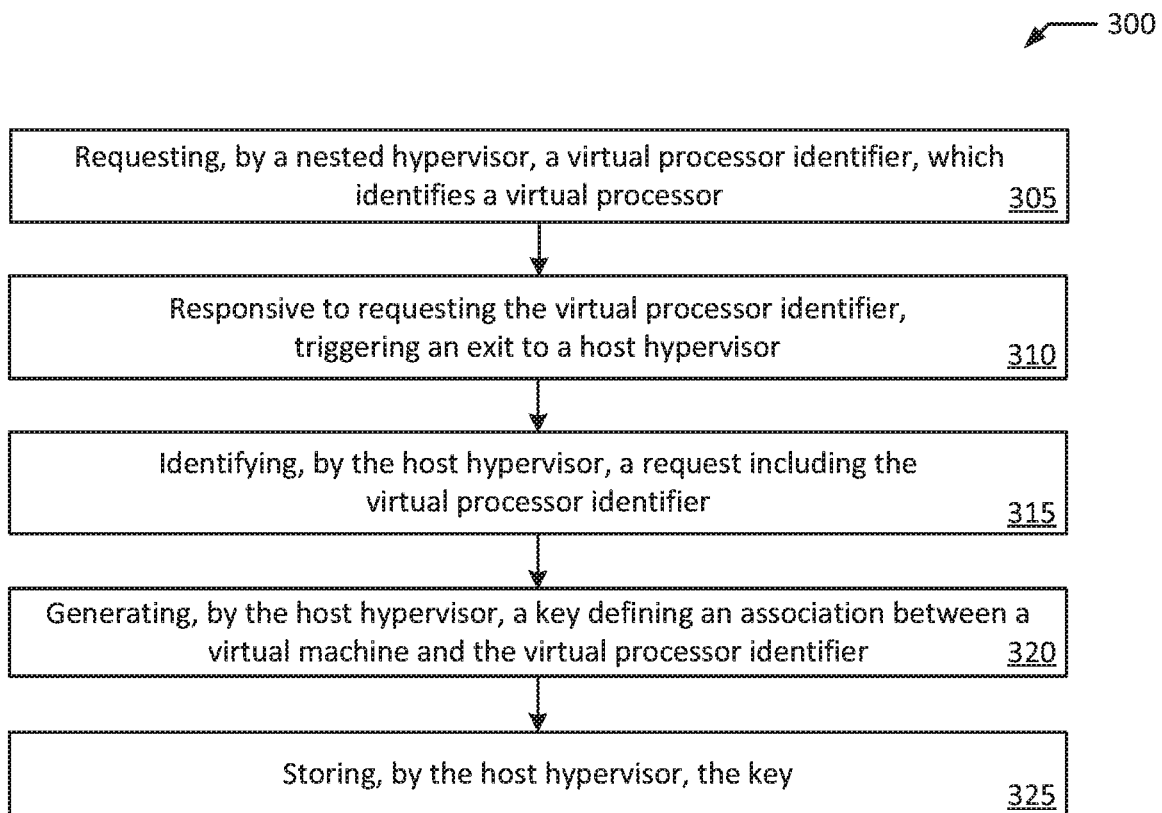 300
Requesting, by a nested hypervisor, a virtual processor identifier, which
identifies a virtual processor
305
Responsive to requesting the virtual processor identifier,
triggering an exit to a host hypervisor
310
Identifying, by the host hypervisor, a request including the
virtual processor identifier
315
Generating, by the host hypervisor, a key defining an association between a
virtual machine and the virtual processor identifier
320
Storing, by the host hypervisor, the key
325